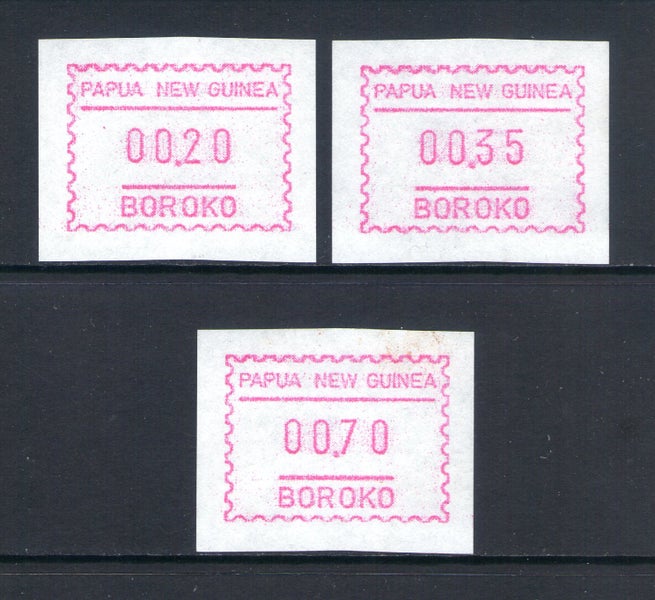 PAPUA NEW GUINEA
00.20
BOROKO
PAPUA NEW GUINEA
00.35
BOROKO
PAPUA NEW GUINEA
00.70
BOROKO